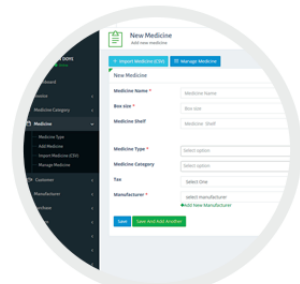 New Medicine
Add new medicine
Import Medicine (CSV)
Manage Medicine
New Medicine
Medicine Name *
Medicine Name
Box size *
Box size
Medicine Shelf
Medicine Shelf
Medicine Type *
Select option
Medicine Category
Select option
Tax
Select One
Manufacturer *
select manufacturer
Add New Manufacturer
Save
Save And Add Another
Medicine Category
Medicine
Medicine Type
Add Medicine
Import Medicine (CSV)
Manage Medicine
Customer
Manufacturer